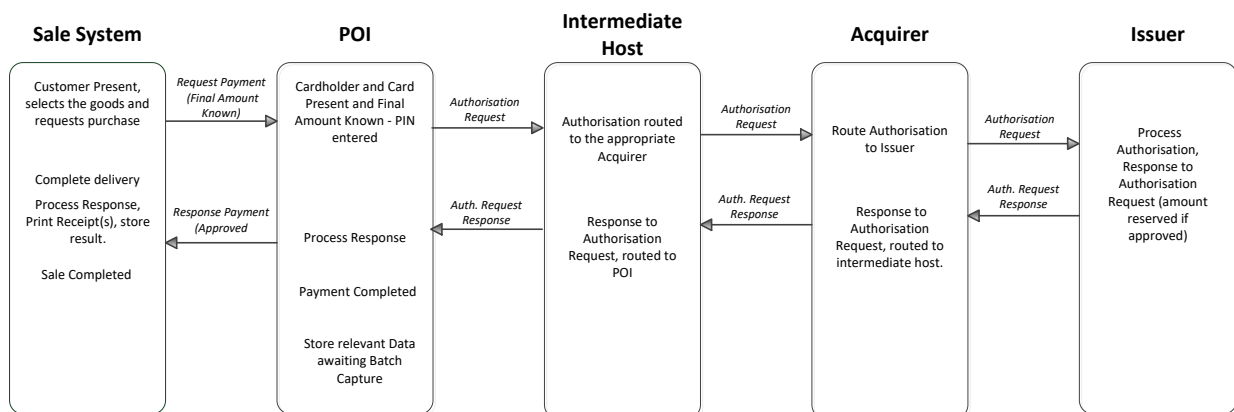 Sale System
POI
Intermediate
Host
Acquirer
Issuer
Customer Present,
selects the goods and
requests purchase
Complete delivery
Process Response,
Print Receipt(s), store
result.
Sale Completed
Request Payment
(Final Amount
Known)
Response Payment
(Approved
Cardholder and Card
Present and Final
Amount Known - PIN
entered
Process Response
Payment Completed
Store relevant Data
awaiting Batch
Capture
Authorisation
Request
Auth. Request
Response
Authorisation routed
to the appropriate
Acquirer
Response to
Authorisation
Request, routed to
POI
Authorisation
Request
Auth. Request
Response
Route Authorisation
to Issuer
Response to
Authorisation
Request, routed to
intermediate host.
Authorisation
Request
Auth. Request
Response
Process
Authorisation,
Response to
Authorisation
Request (amount
reserved if
approved)